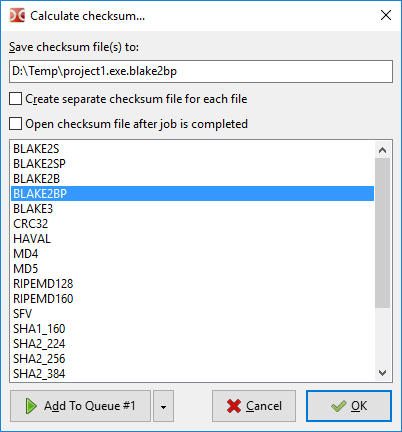 Calculate checksum...
Save checksum file(s) to:
D:\Temp\project1.exe.blake2bp
Create separate checksum file for each file
Open checksum file after job is completed
BLAKE2S
BLAKE2SP
BLAKE2B
BLAKE2BP
BLAKE3
CRC32
HAVAL
MD4
MD5
RIPEMD128
RIPEMD160
SFV
SHA1_160
SHA2_224
SHA2_256
SHA2_384
Add To Queue #1
Cancel
OK